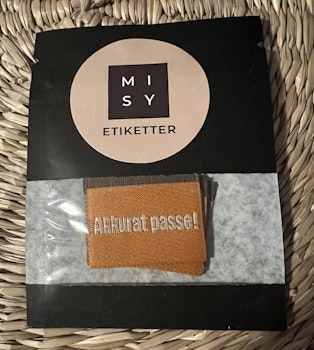 MI
SY
ETIKETTER
Akkurat passe!